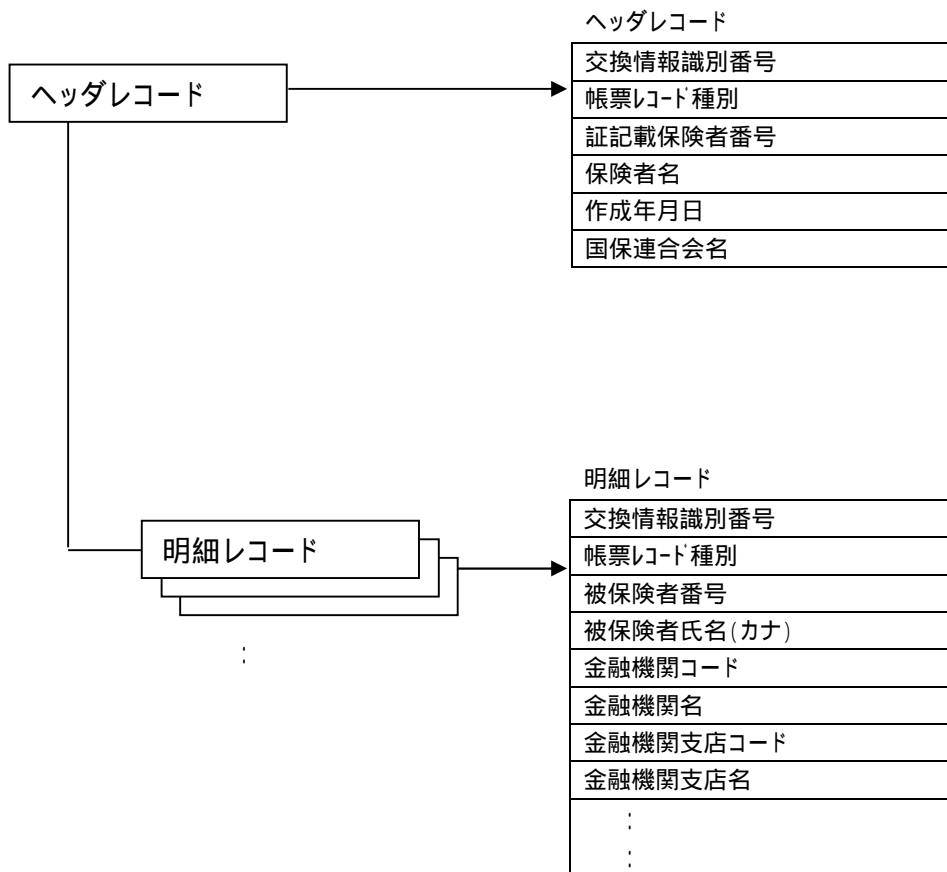 ヘッダレコード
ヘッダレコード
交換情報識別番号
帳票ﾚｺｰﾄﾞ種別
証記載保険者番号
保険者名
作成年月日
国保連合会名
明細レコード
:
明細レコード
交換情報識別番号
帳票ﾚｺｰﾄﾞ種別
被保険者番号
被保険者氏名(カナ)
金融機関コード
金融機関名
金融機関支店コード
金融機関支店名
:
: